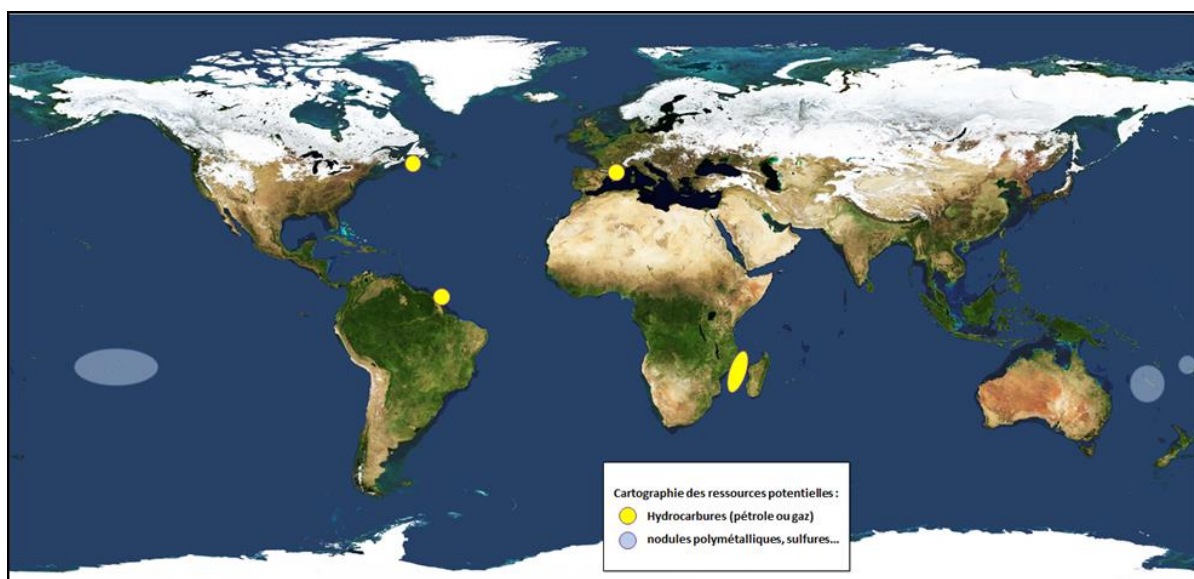 Cartographie des ressources potentielles :
Hydrocarbures (pétrole ou gaz)
nodules polymétalliques, sulfures...